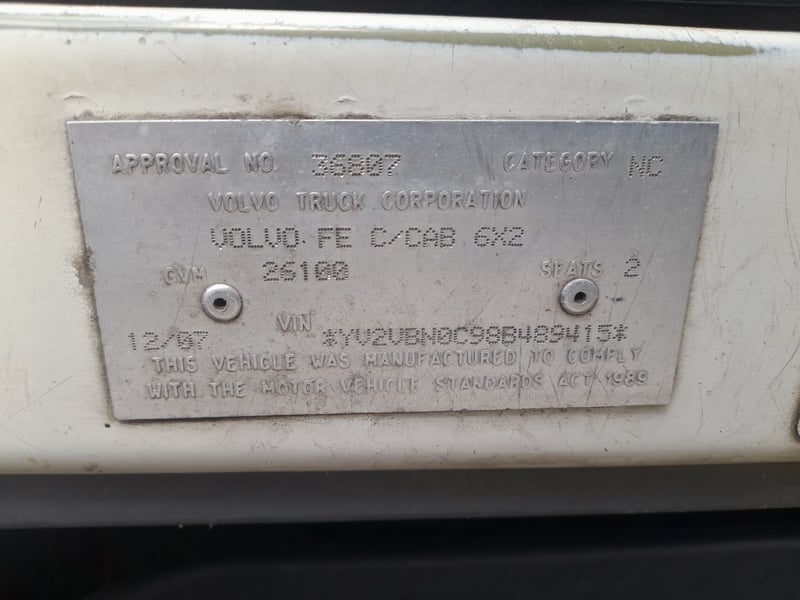 APPROVAL NO. 36807 CATEGORY NC
VOLVO TRUCK CORPORATION
VOLVO FE C/CAB 6X2
GVM 26100 SEATS 2
12/07 VIN *YV2VBN0C98B489415*
THIS VEHICLE WAS MANUFACTURED TO COMPLY
WITH THE MOTOR VEHICLE STANDARDS ACT 1989